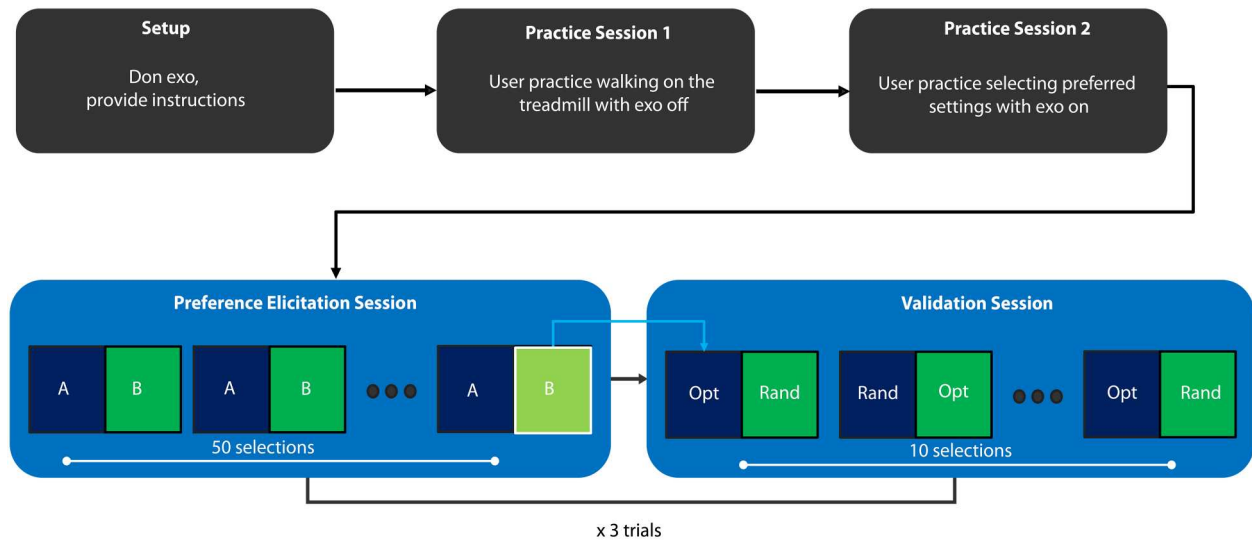 Setup
Don exo,
provide instructions
Practice Session 1
User practice walking on the
treadmill with exo off
Practice Session 2
User practice selecting preferred
settings with exo on
Preference Elicitation Session
A B A B A B
50 selections
Validation Session
Opt Rand Rand Opt Opt Rand
10 selections
x 3 trials